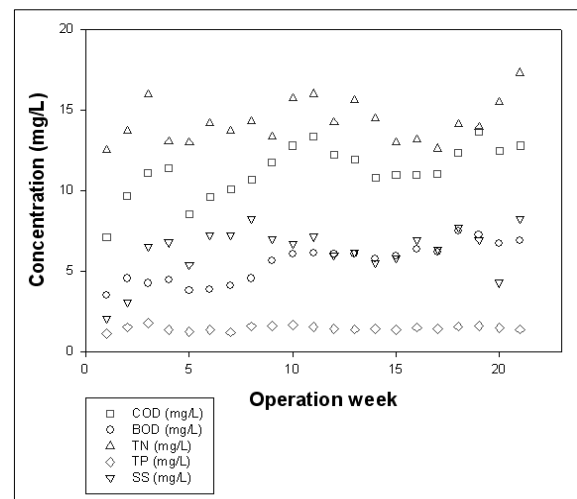 20
15
10
5
0
Concentration (mg/L)
0
5
10
15
20
Operation week
COD (mg/L)
BOD (mg/L)
TN (mg/L)
TP (mg/L)
SS (mg/L)